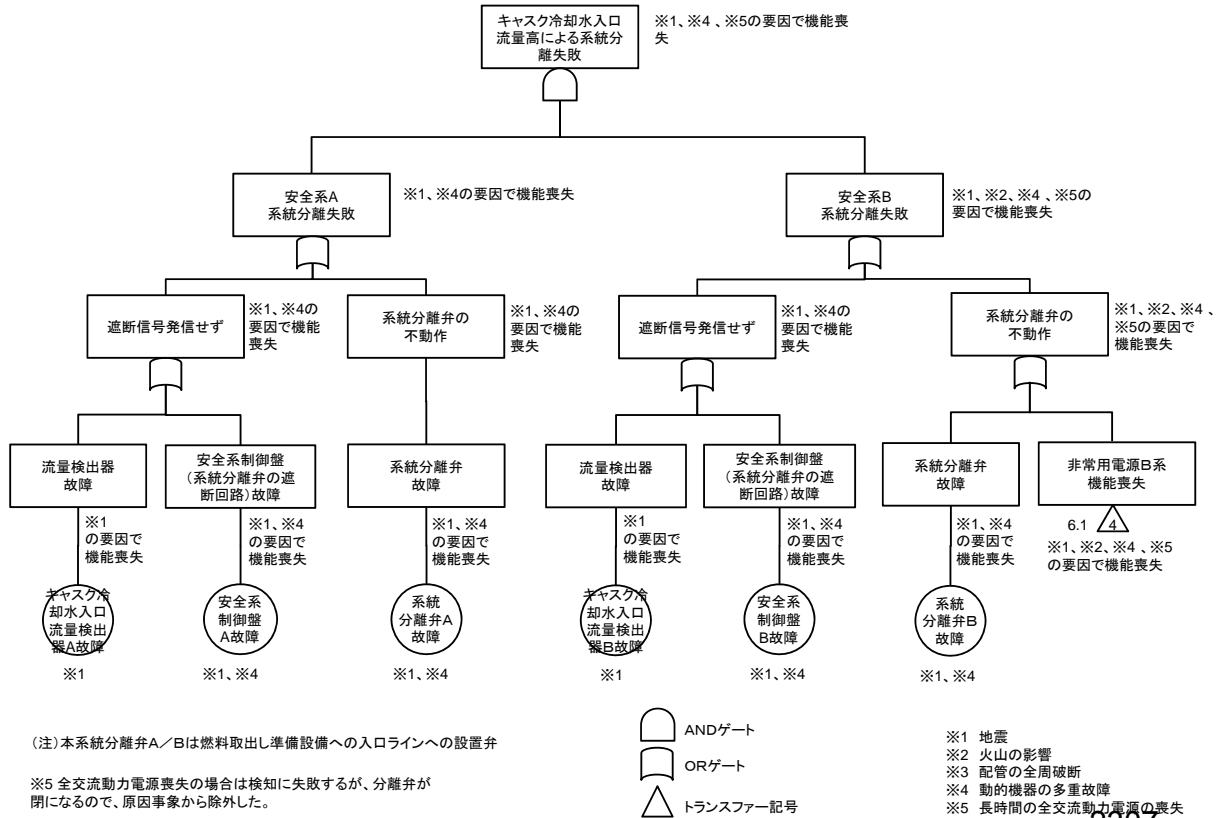 キャスク冷却水入口
流量高による系統分
離失敗
※1、※4 、※5の要因で機能喪
失
安全系A
系統分離失敗
※1、※4の要因で機能喪失
安全系B
系統分離失敗
※1、※2、※4 、※5の
要因で機能喪失
遮断信号発信せず
※1、※4の
要因で機能
喪失
系統分離弁の
不動作
※1、※4の
要因で機能
喪失
遮断信号発信せず
※1、※4の
要因で機能
喪失
系統分離弁の
不動作
※1、※2、※4 、
※5の要因で
機能喪失
流量検出器
故障
安全系制御盤
(系統分離弁の遮
断回路)故障
系統分離弁
故障
流量検出器
故障
安全系制御盤
(系統分離弁の遮
断回路)故障
系統分離弁
故障
非常用電源B系
機能喪失
※1
の要因で
機能喪失
※1、※4
の要因で
機能喪失
※1、※4
の要因で
機能喪失
※1
の要因で
機能喪失
※1、※4
の要因で
機能喪失
※1、※4
の要因で
機能喪失
6.1 4
※1、※2、※4 、※5
の要因で機能喪失
キャスク冷
却水入口
流量検出
器A故障
安全系
制御盤
A故障
系統
分離弁A
故障
キャスク冷
却水入口
流量検出
器B故障
安全系
制御盤
B故障
系統
分離弁B
故障
※1
※1、※4
※1、※4
※1
※1、※4
※1、※4
(注)本系統分離弁A/Bは燃料取出し準備設備への入口ラインへの設置弁
※5 全交流動力電源喪失の場合は検知に失敗するが、分離弁が
閉になるので、原因事象から除外した。
ANDゲート
ORゲート
トランスファー記号
※1 地震
※2 火山の影響
※3 配管の全周破断
※4 動的機器の多重故障
※5 長時間の全交流動力電源の喪失